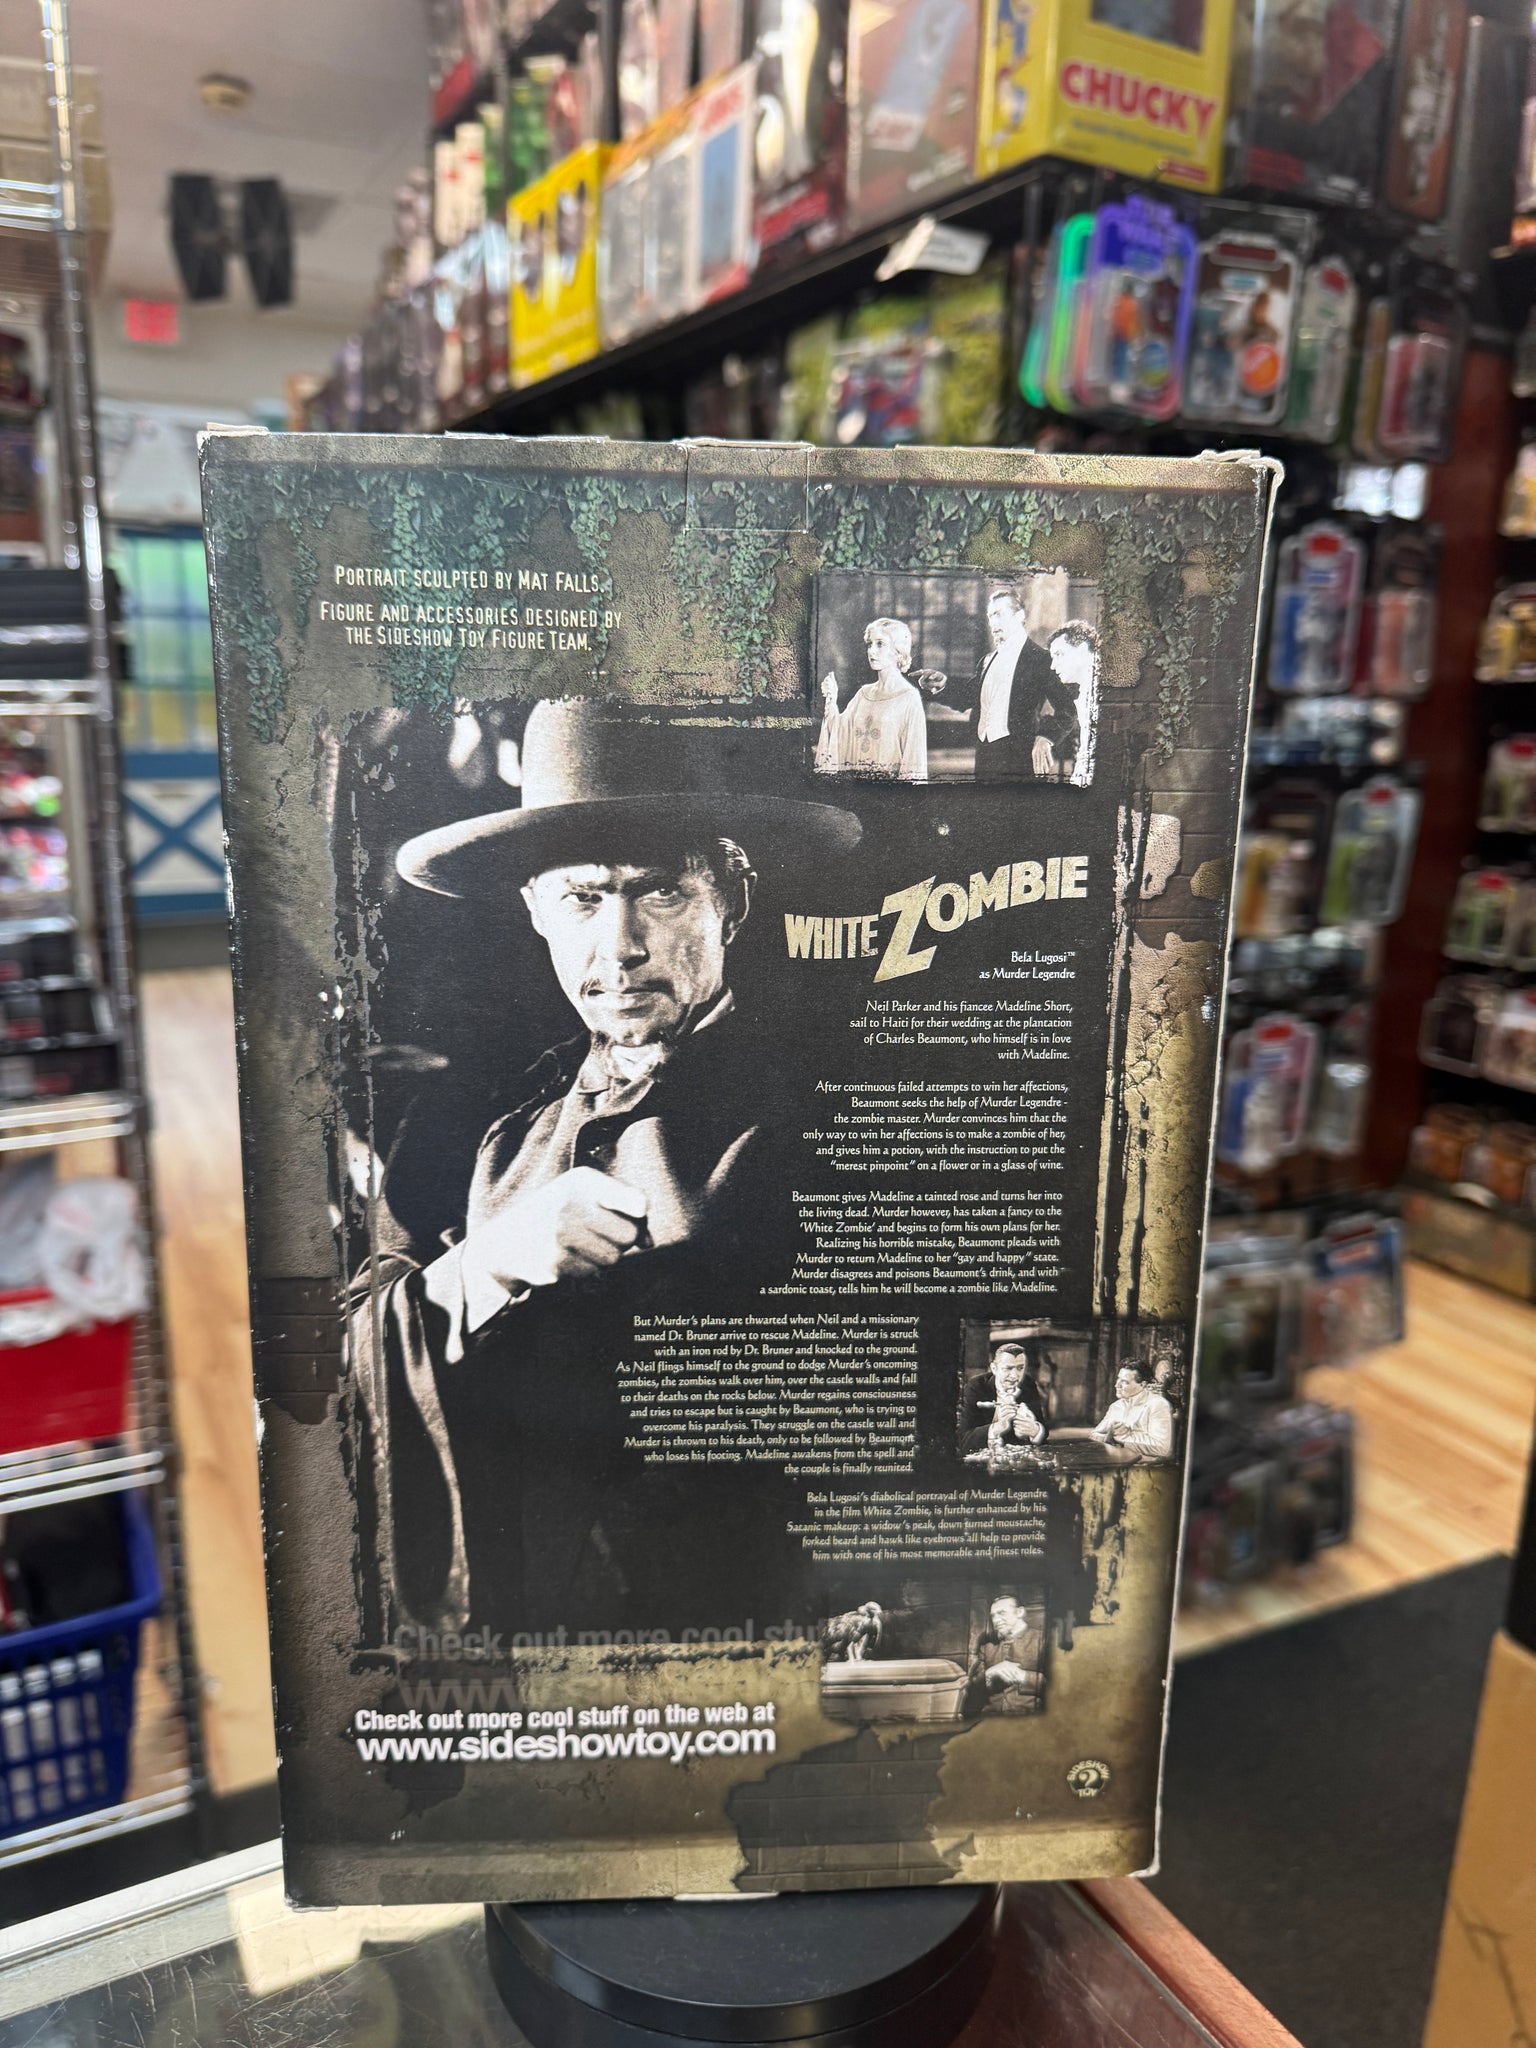 CHUCKY
PORTRAIT SCULPTED BY MAT FALLS.
FIGURE AND ACCESSORIES DESIGNED BY
THE SIDESHOW TOY FIGURE TEAM.
WHITE ZOMBIE
Bela Lugosi™
as Murder Legendre
Neil Parker and his fiancee Madeline Short,
sail to Haiti for their wedding at the plantation
of Charles Beaumont, who himself is in love
with Madeline.
After continuous failed attempts to win her affections,
Beaumont seeks the help of Murder Legendre -
the zombie master. Murder convinces him that the
only way to win her affections is to make a zombie of her,
and gives him a potion, with the instruction to put the
"merest pinpoint" on a flower or in a glass of wine.
Beaumont gives Madeline a tainted rose and turns her into
the living dead. Murder however, has taken a fancy to the
'White Zombie' and begins to form his own plans for her.
Realizing his horrible mistake, Beaumont pleads with
Murder to return Madeline to her "gay and happy" state.
Murder disagrees and poisons Beaumont's drink, and with
a sardonic toast, tells him he will become a zombie like Madeline.
But Murder's plans are thwarted when Neil and a missionary
named Dr. Bruner arrive to rescue Madeline. Murder is struck
with an iron rod by Dr. Bruner and knocked to the ground.
As Neil flings himself to the ground to dodge Murder's oncoming
zombies, the zombies walk over him, over the castle walls and fall
to their deaths on the rocks below. Murder regains consciousness
and tries to escape but is caught by Beaumont, who is trying to
overcome his paralysis. They struggle on the castle wall and
Murder is thrown to his death, only to be followed by Beaumont
who loses his footing. Madeline awakens from the spell and
the couple is finally reunited.
Bela Lugosi's diabolical portrayal of Murder Legendre
in the film White Zombie, is further enhanced by his
Satanic makeup: a widow's peak, down turned moustache,
forked beard and hawk like eyebrows all help to provide
him with one of his most memorable and finest roles.
Check out more cool stu
Check out more cool stuff on the web at
www.sideshowtoy.com
SIDESHOW
?
TOY